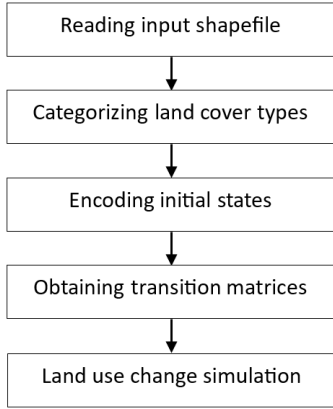 Reading input shapefile
Categorizing land cover types
Encoding initial states
Obtaining transition matrices
Land use change simulation